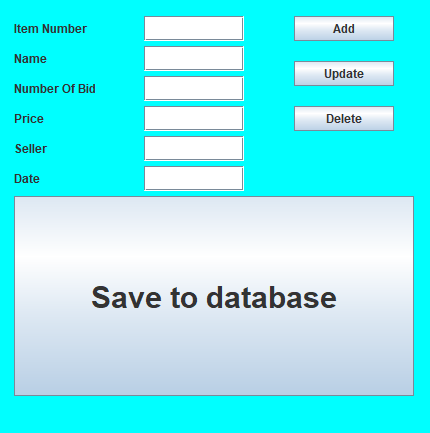 Item Number
Add
Name
Update
Number Of Bid
Price
Delete
Seller
Date
Save to database